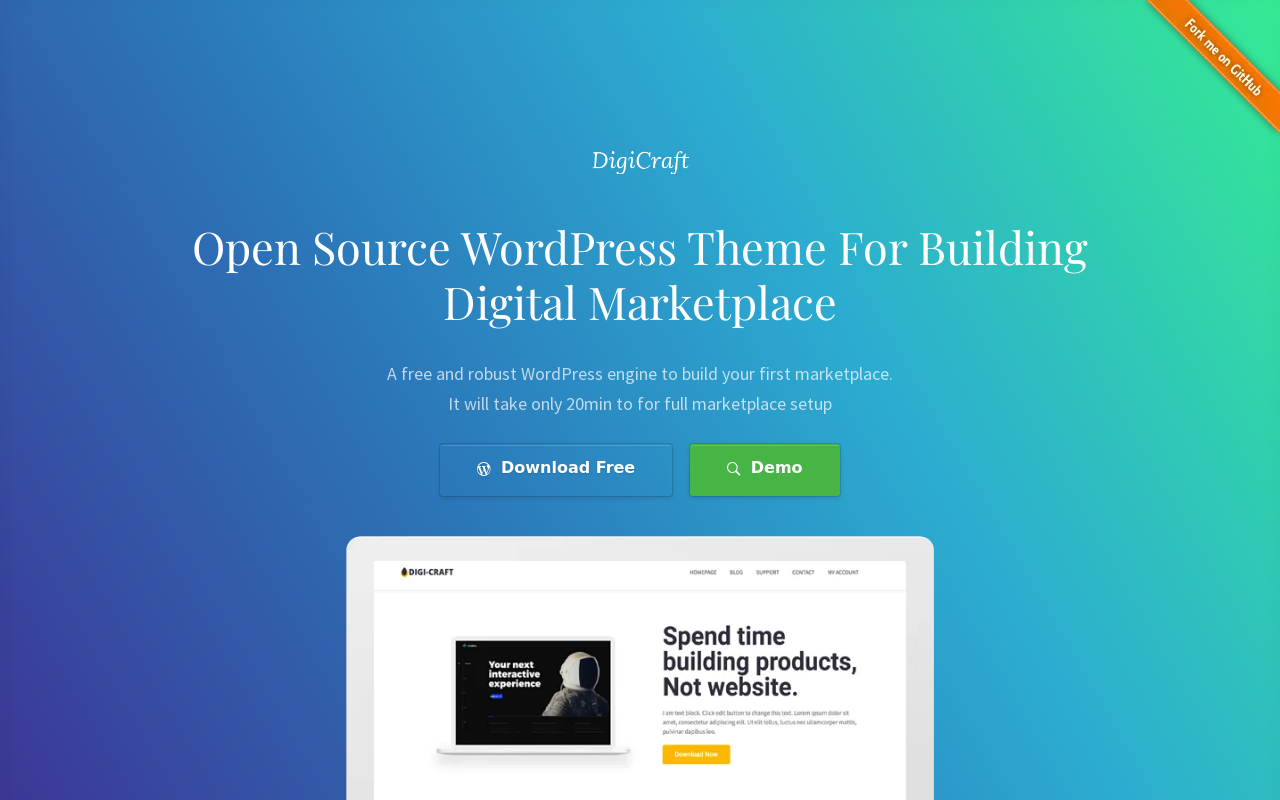 Fork me on GitHub
DigiCraft
Open Source WordPress Theme For Building
Digital Marketplace
A free and robust WordPress engine to build your first marketplace.
It will take only 20min to for full marketplace setup
Download Free
Demo
DIGI-CRAFT
HOMEPAGE BLOG SUPPORT CONTACT MY ACCOUNT
Your next
interactive
experience
Spend time
building products,
Not website.
I am text block. Click edit button to change this text. Lorem ipsum dolor sit
amet, consectetur adipiscing elit. Ut elit tellus, luctus nec ullamcorper mattis,
pulvinar dapibus leo.
Download Now